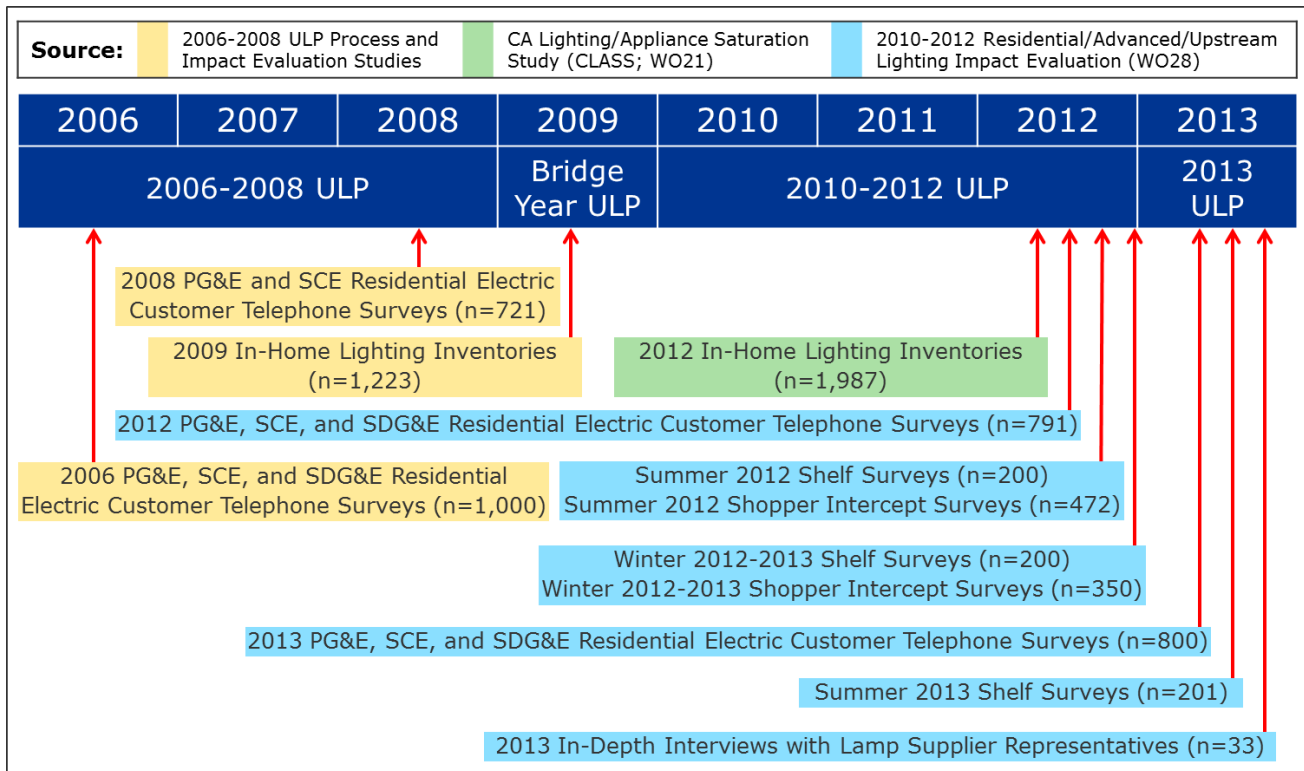 Source:
2006-2008 ULP Process and
Impact Evaluation Studies
CA Lighting/Appliance Saturation
Study (CLASS; WO21)
2010-2012 Residential/Advanced/Upstream
Lighting Impact Evaluation (WO28)
2006 2007 2008 2009 2010 2011 2012 2013
2006-2008 ULP
Bridge
Year ULP
2010-2012 ULP
2013
ULP
2008 PG&E and SCE Residential Electric
Customer Telephone Surveys (n=721)
2009 In-Home Lighting Inventories
(n=1,223)
2012 In-Home Lighting Inventories
(n=1,987)
2012 PG&E, SCE, and SDG&E Residential Electric Customer Telephone Surveys (n=791)
2006 PG&E, SCE, and SDG&E Residential
Electric Customer Telephone Surveys (n=1,000)
Summer 2012 Shelf Surveys (n=200)
Summer 2012 Shopper Intercept Surveys (n=472)
Winter 2012-2013 Shelf Surveys (n=200)
Winter 2012-2013 Shopper Intercept Surveys (n=350)
2013 PG&E, SCE, and SDG&E Residential Electric Customer Telephone Surveys (n=800)
Summer 2013 Shelf Surveys (n=201)
2013 In-Depth Interviews with Lamp Supplier Representatives (n=33)